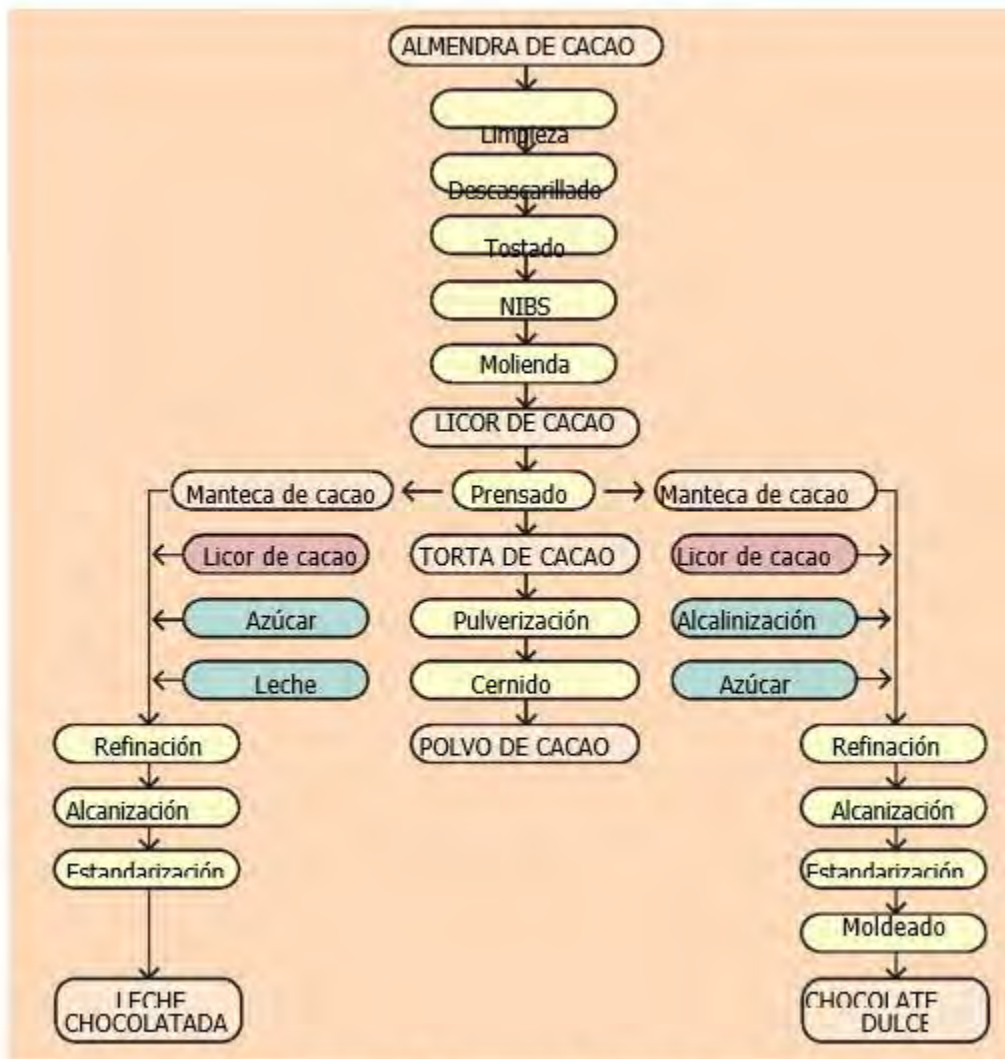 ALMENDRA DE CACAO
Limpieza
Descascarillado
Tostado
NIBS
Molienda
LICOR DE CACAO
Manteca de cacao
Prensado
Manteca de cacao
Licor de cacao
TORTA DE CACAO
Licor de cacao
Azúcar
Pulverización
Alcalinización
Leche
Cernido
Azúcar
Refinación
POLVO DE CACAO
Refinación
Alcanización
Alcanización
Estandarización
Estandarización
Moldeado
LECHE
CHOCOLATADA
CHOCOLATE
DULCE